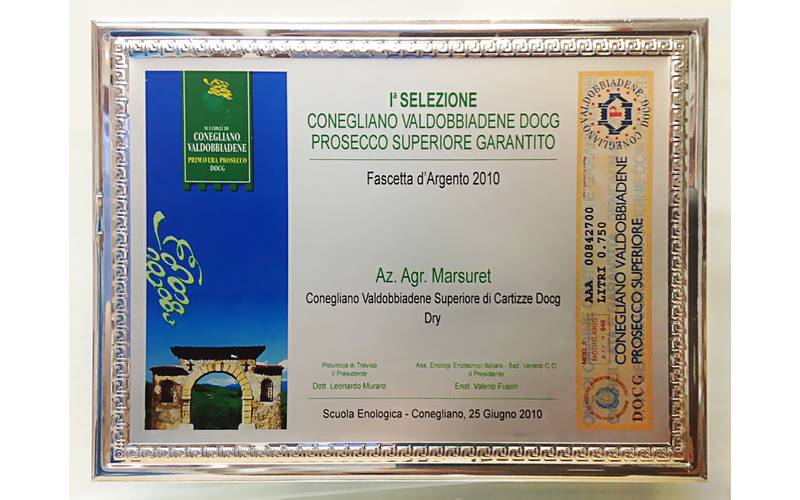 SUI COLLI DI
CONEGLIANO
VALDOBBIADENE
PRIMAVERA PROSECCO
DOCG
Iª SELEZIONE
CONEGLIANO VALDOBBIADENE DOCG
PROSECCO SUPERIORE GARANTITO
Fascetta d'Argento 2010
Az. Agr. Marsuret
Conegliano Valdobbiadene Superiore di Cartizze Docg
Dry
Provincia di Treviso
Il Presidente
Dott. Leonardo Muraro
Ass. Enologi Enotecnici Italiani - Sez. Veneto C.O.
Il Presidente
Enol. Valerio Fuson
Scuola Enologica - Conegliano, 25 Giugno 2010
CONEGLIANO VALDOBBIADENE DOCG
AAA 00842700
LITRI 0.750
CONEGLIANO VALDOBBIADENE
PROSECCO SUPERIORE
D.O.C.G.